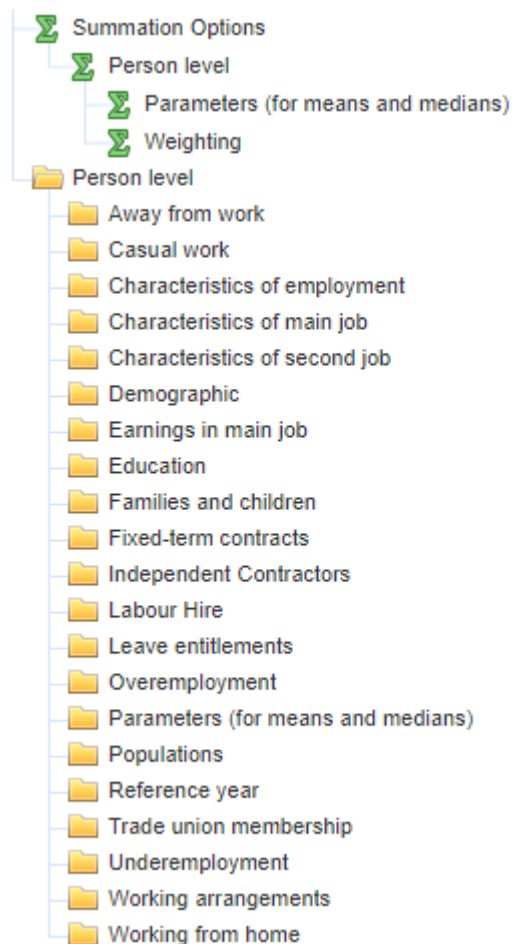 Summation Options
Person level
Parameters (for means and medians)
Weighting
Person level
Away from work
Casual work
Characteristics of employment
Characteristics of main job
Characteristics of second job
Demographic
Earnings in main job
Education
Families and children
Fixed-term contracts
Independent Contractors
Labour Hire
Leave entitlements
Overemployment
Parameters (for means and medians)
Populations
Reference year
Trade union membership
Underemployment
Working arrangements
Working from home